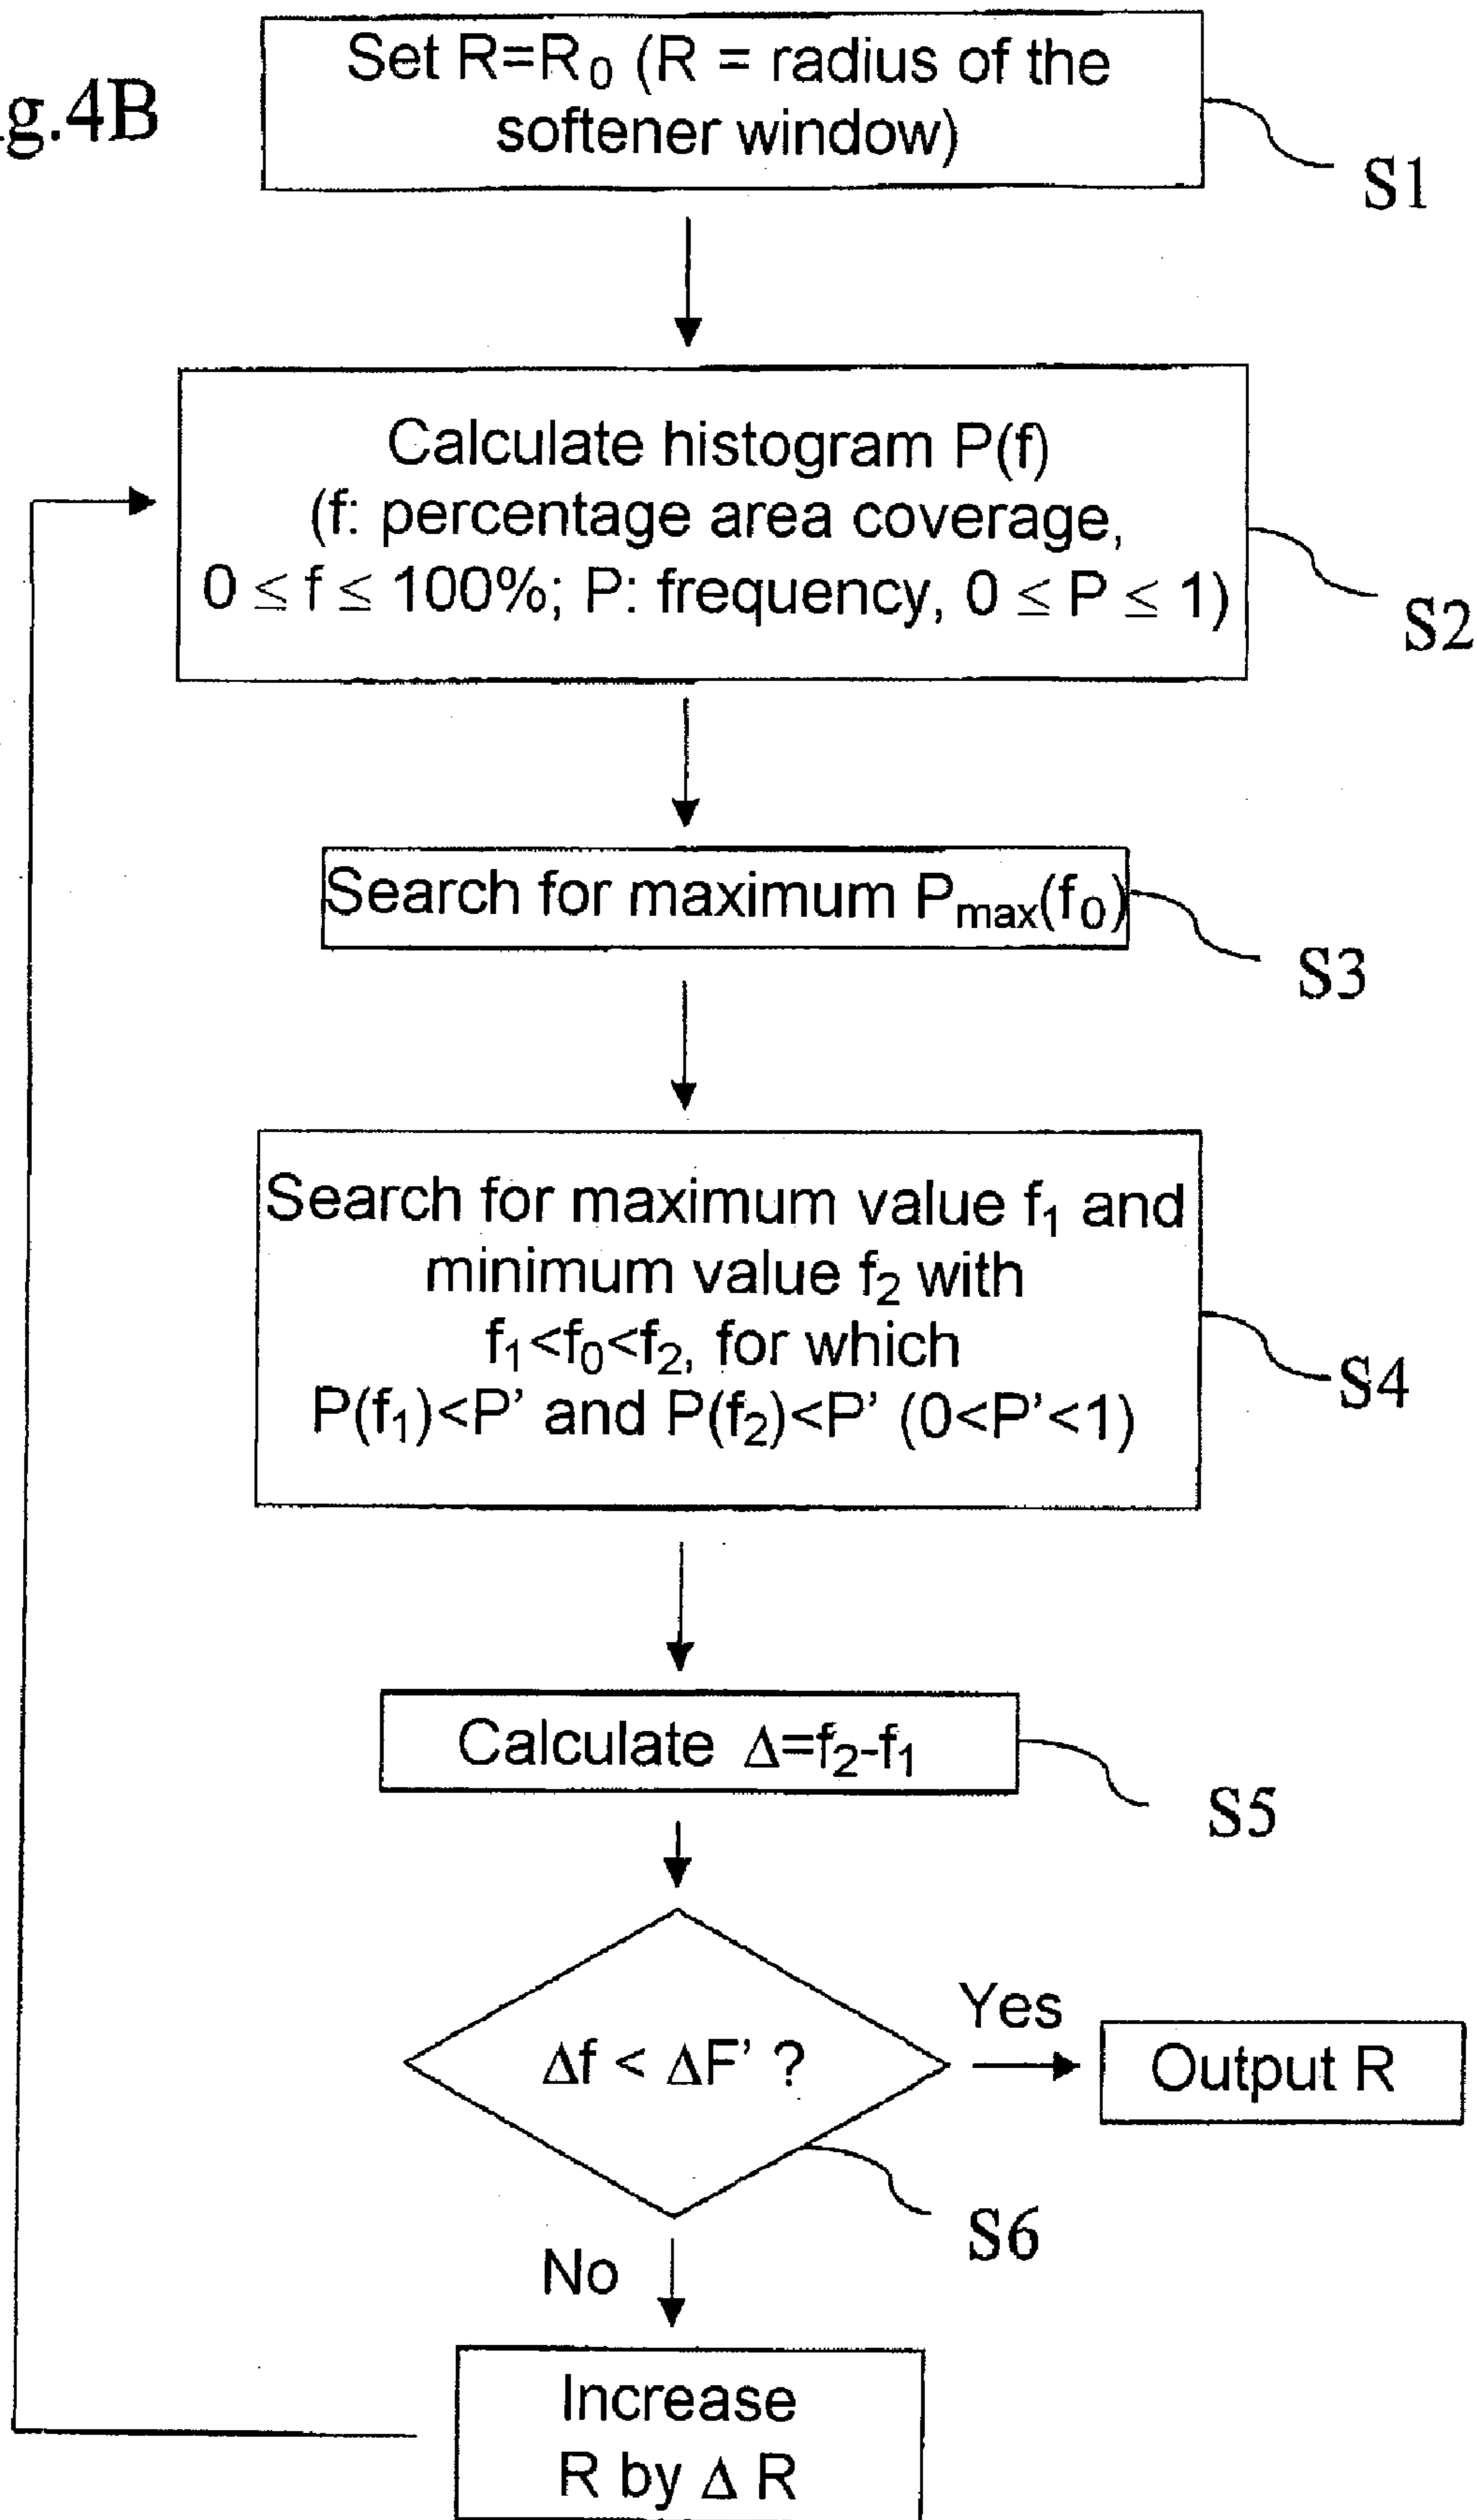 g.4B
Set R=R₀ (R = radius of the
softener window)
S1
Calculate histogram P(f)
(f: percentage area coverage,
0 ≤ f ≤ 100%; P: frequency, 0 ≤ P ≤ 1)
S2
Search for maximum Pmax(f₀)
S3
Search for maximum value f₁ and
minimum value f₂ with
f₁<f₀<f₂, for which
P(f₁)<P' and P(f₂)<P' (0<P'<1)
S4
Calculate Δ=f₂-f₁
S5
Δf < ΔF' ?
Yes
Output R
S6
No
Increase
R by Δ R